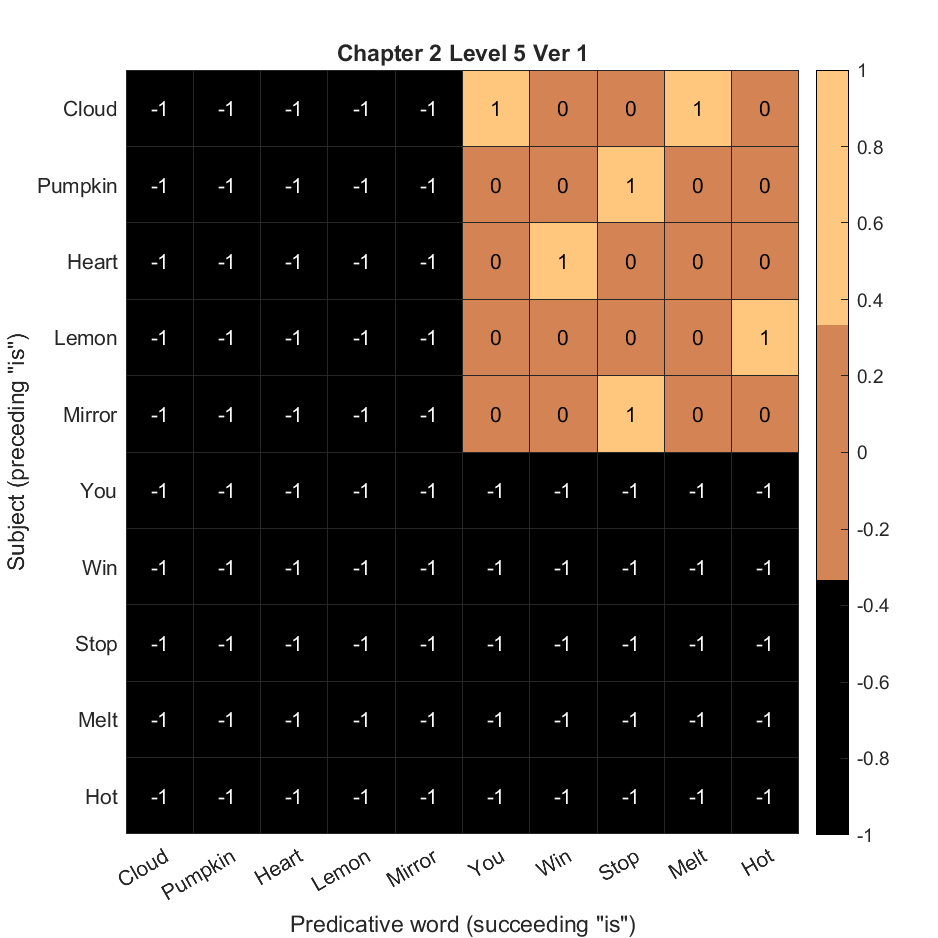 Chapter 2 Level 5 Ver 1
Cloud -1 -1 -1 -1 -1 1 0 0 1 0
Pumpkin -1 -1 -1 -1 -1 0 0 1 0 0
Heart -1 -1 -1 -1 -1 0 1 0 0 0
Lemon -1 -1 -1 -1 -1 0 0 0 0 1
Mirror -1 -1 -1 -1 -1 0 0 1 0 0
You -1 -1 -1 -1 -1 -1 -1 -1 -1 -1
Win -1 -1 -1 -1 -1 -1 -1 -1 -1 -1
Stop -1 -1 -1 -1 -1 -1 -1 -1 -1 -1
Melt -1 -1 -1 -1 -1 -1 -1 -1 -1 -1
Hot -1 -1 -1 -1 -1 -1 -1 -1 -1 -1
Cloud Pumpkin Heart Lemon Mirror You Win Stop Melt Hot
Predicative word (succeeding "is")
Subject (preceding "is")
1
0.8
0.6
0.4
0.2
0
-0.2
-0.4
-0.6
-0.8
-1